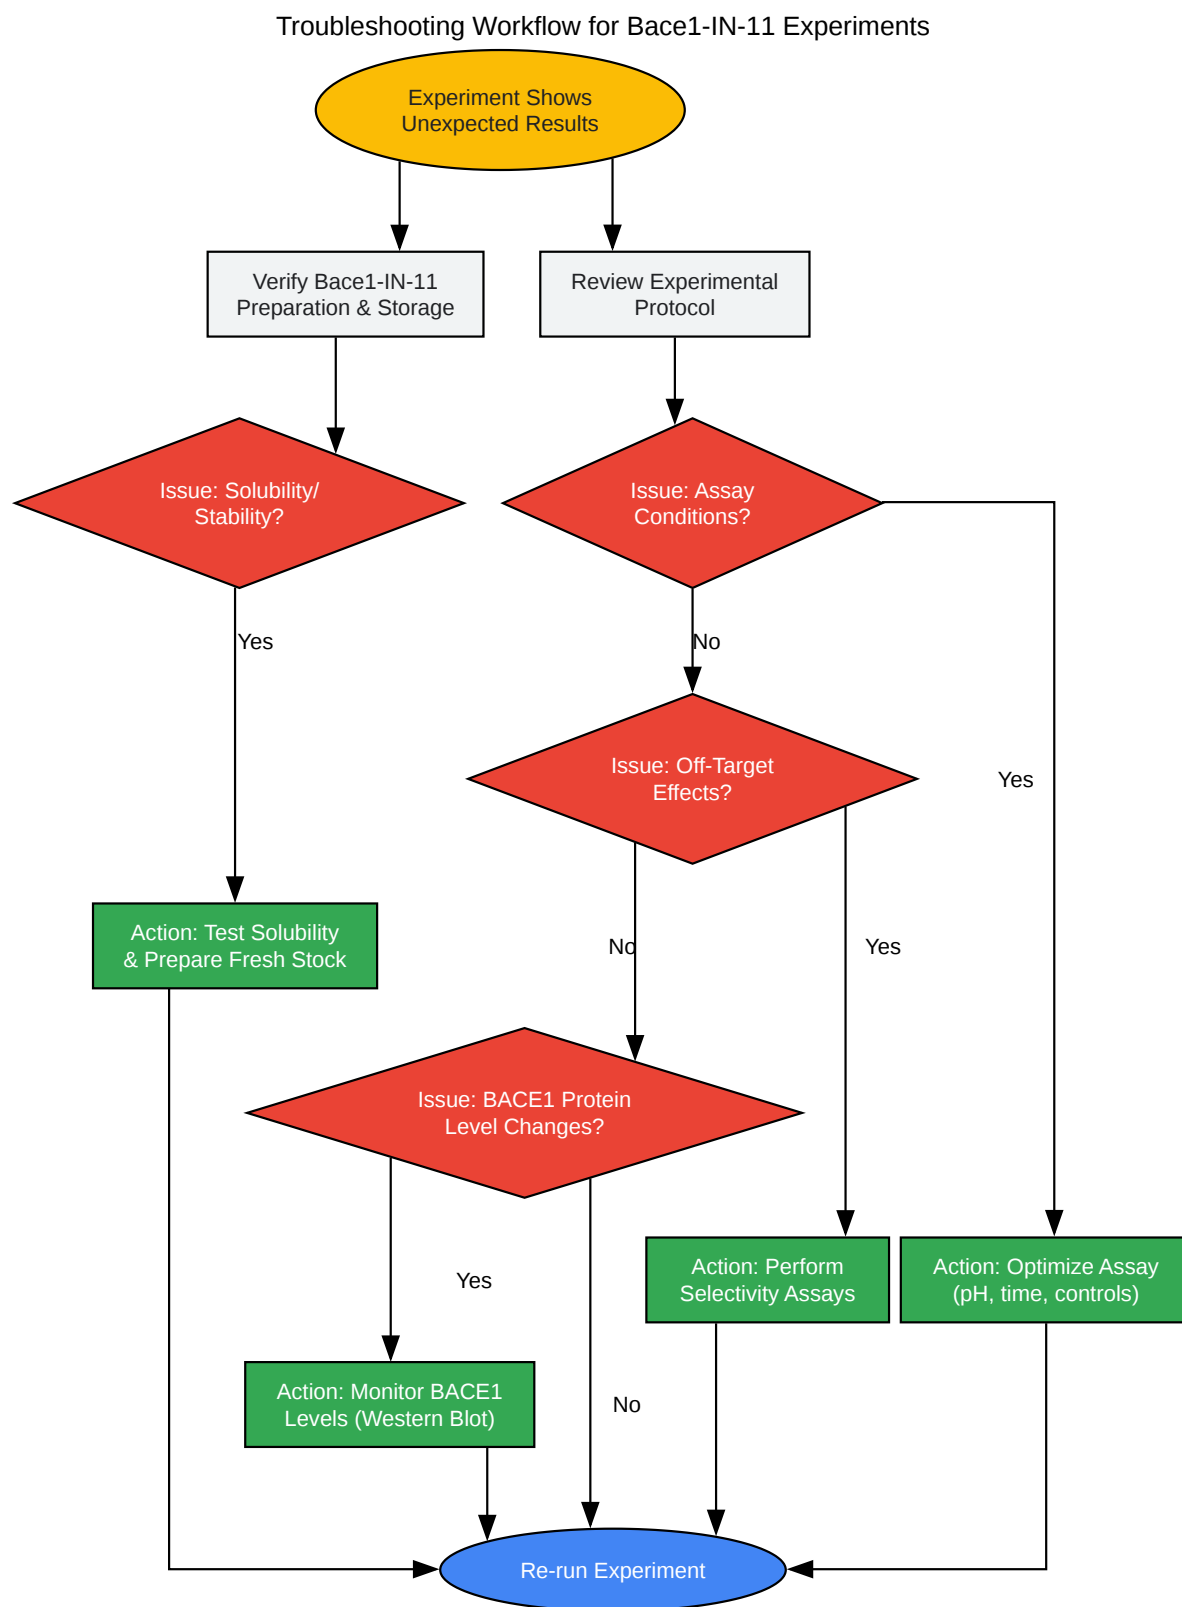 Troubleshooting Workflow for Bace1-IN-11 Experiments
Experiment Shows
Unexpected Results
Verify Bace1-IN-11
Preparation & Storage
Review Experimental
Protocol
Issue: Solubility/
Stability?
Issue: Assay
Conditions?
Yes
No
Issue: Off-Target
Effects?
Yes
Action: Test Solubility
& Prepare Fresh Stock
No
Yes
Issue: BACE1 Protein
Level Changes?
Yes
Action: Perform
Selectivity Assays
Action: Optimize Assay
(pH, time, controls)
Action: Monitor BACE1
Levels (Western Blot)
No
Re-run Experiment